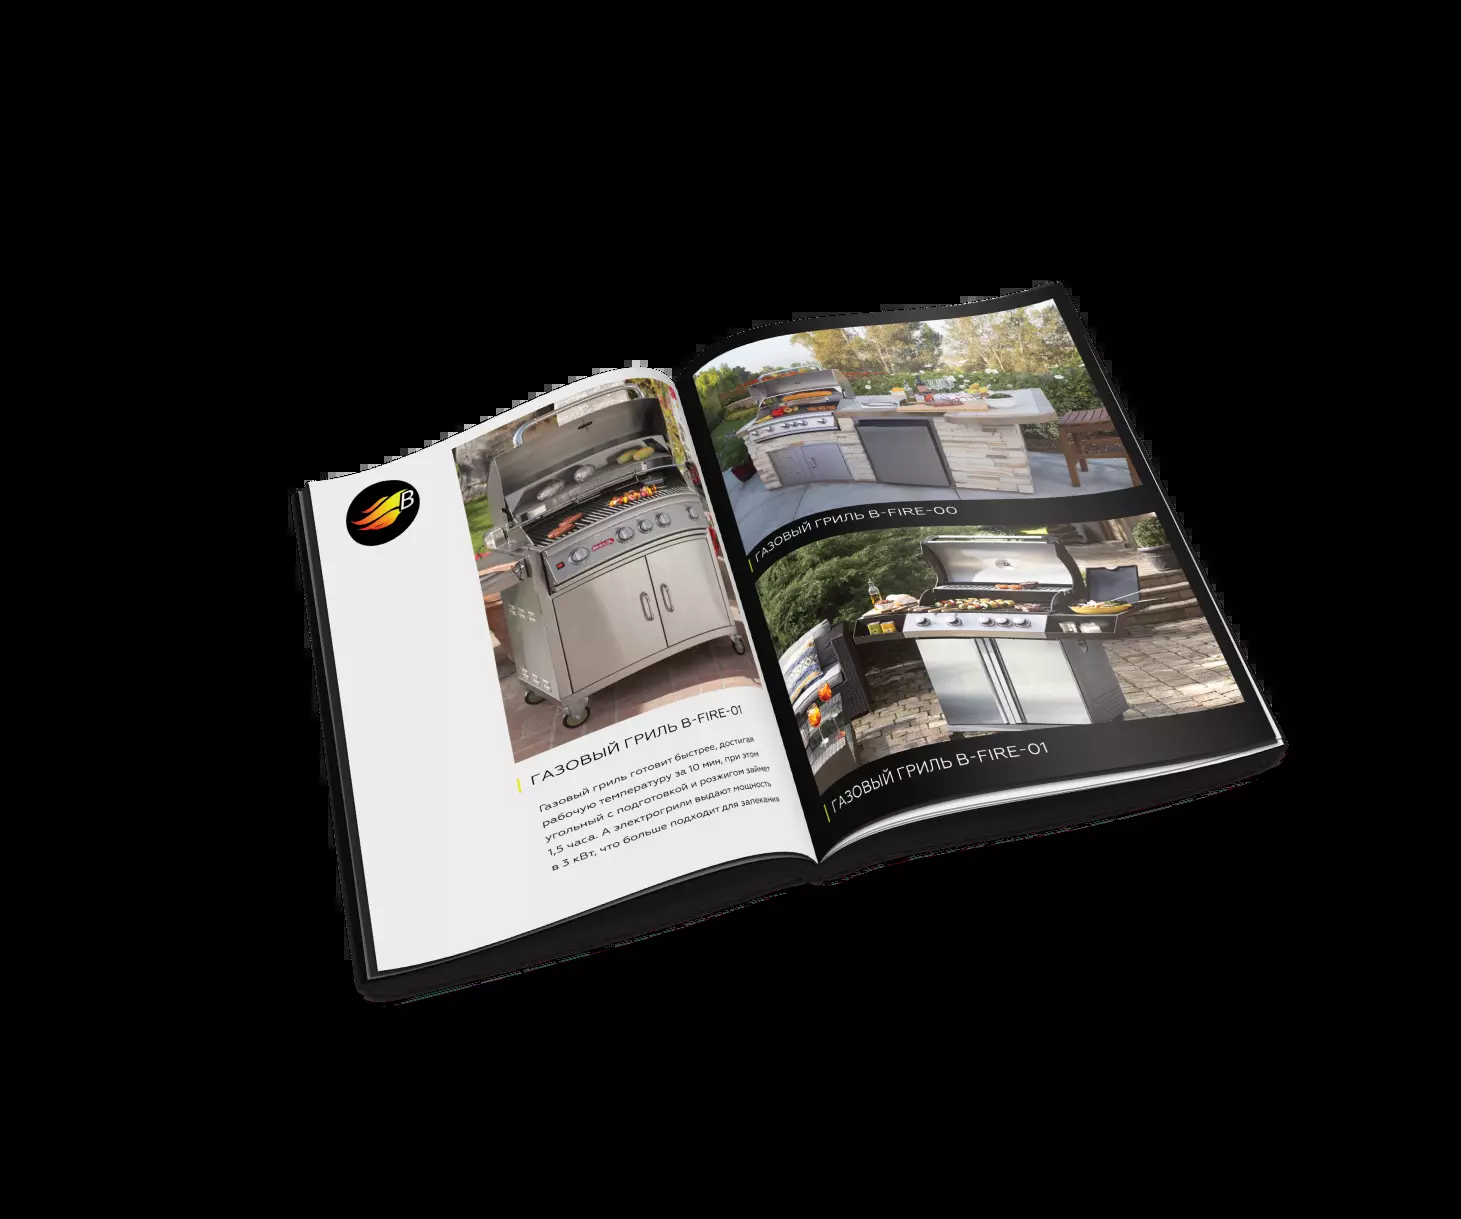 B
BULL
ГАЗОВЫЙ ГРИЛЬ B-FIRE-01
Газовый гриль готовит быстрее, достигая
рабочую температуру за 10 мин, при этом
угольный с подготовкой и розжигом займет
1,5 часа. А электрогрили выдают мощность
в 3 кВт, что больше подходит для запекания
ГАЗОВЫЙ ГРИЛЬ B-FIRE-00
ГАЗОВЫЙ ГРИЛЬ B-FIRE-01